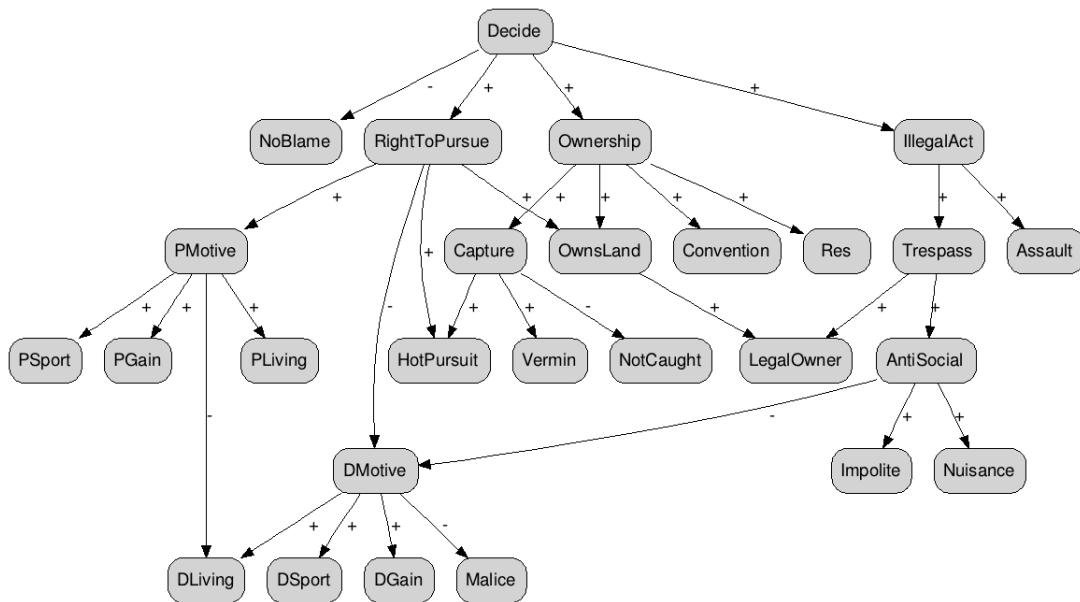 Decide
- + + +
NoBlame RightToPursue Ownership IllegalAct
+ + + + + + + +
PMotive Capture OwnsLand Convention Res Trespass Assault
+ + + + - + + - + + +
PSport PGain PLiving HotPursuit Vermin NotCaught LegalOwner AntiSocial
- - + +
DMotive Impolite Nuisance
+ + + -
DLiving DSport DGain Malice